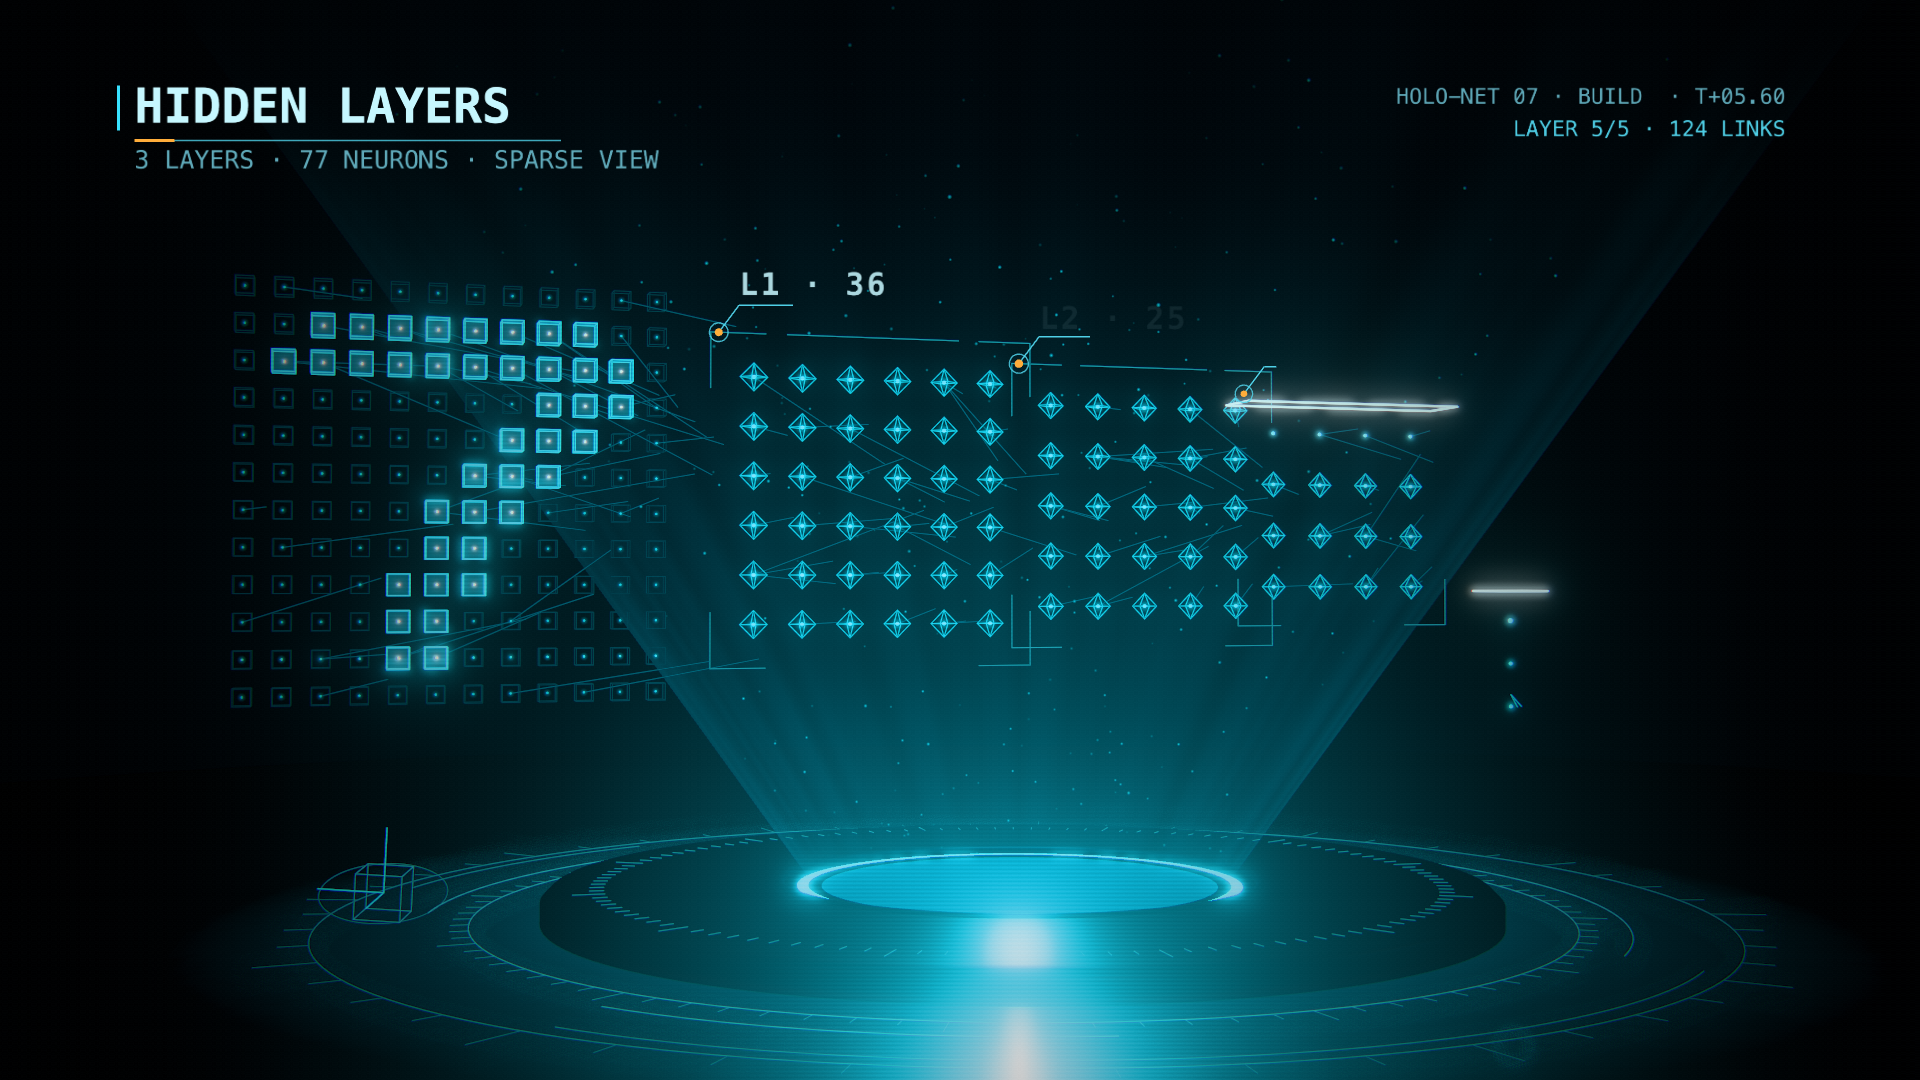 HIDDEN LAYERS
3 LAYERS · 77 NEURONS · SPARSE VIEW
HOLO—NET 07 · BUILD · T+05.60
LAYER 5/5 · 124 LINKS
L1 · 36
L2 · 25